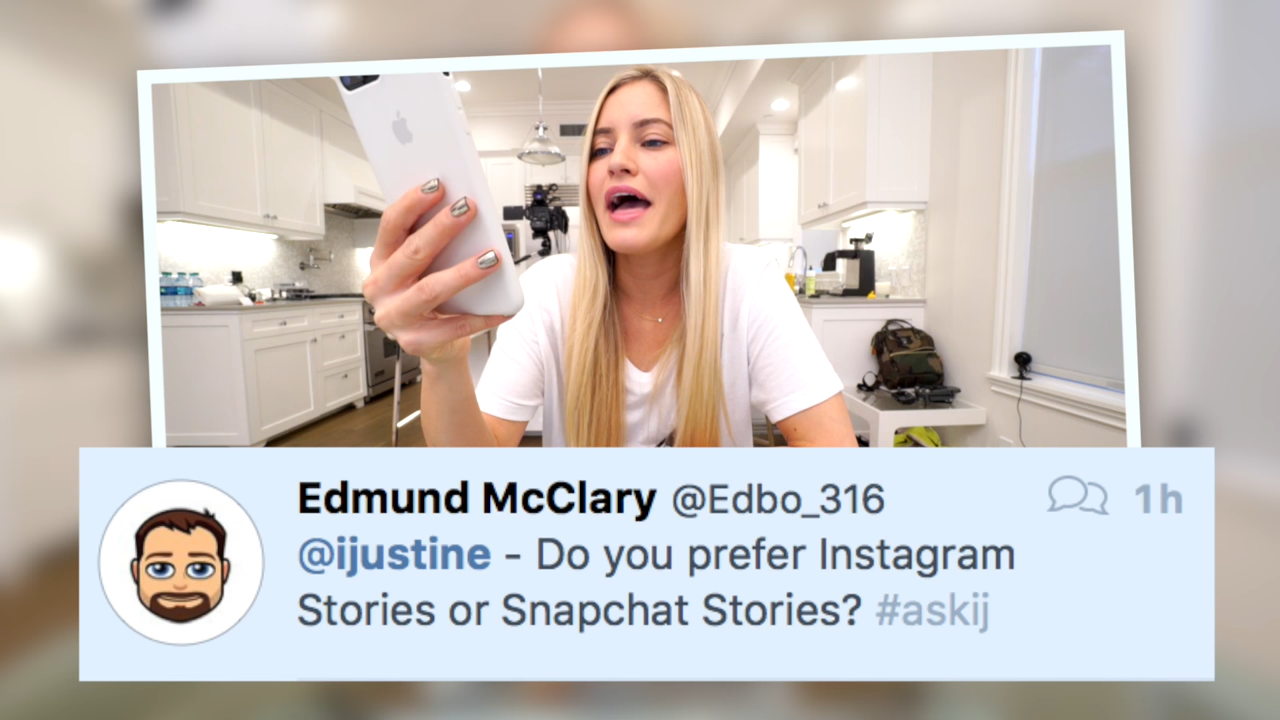 Edmund McClary @Edbo_316 1h
@ijustine - Do you prefer Instagram
Stories or Snapchat Stories? #askij